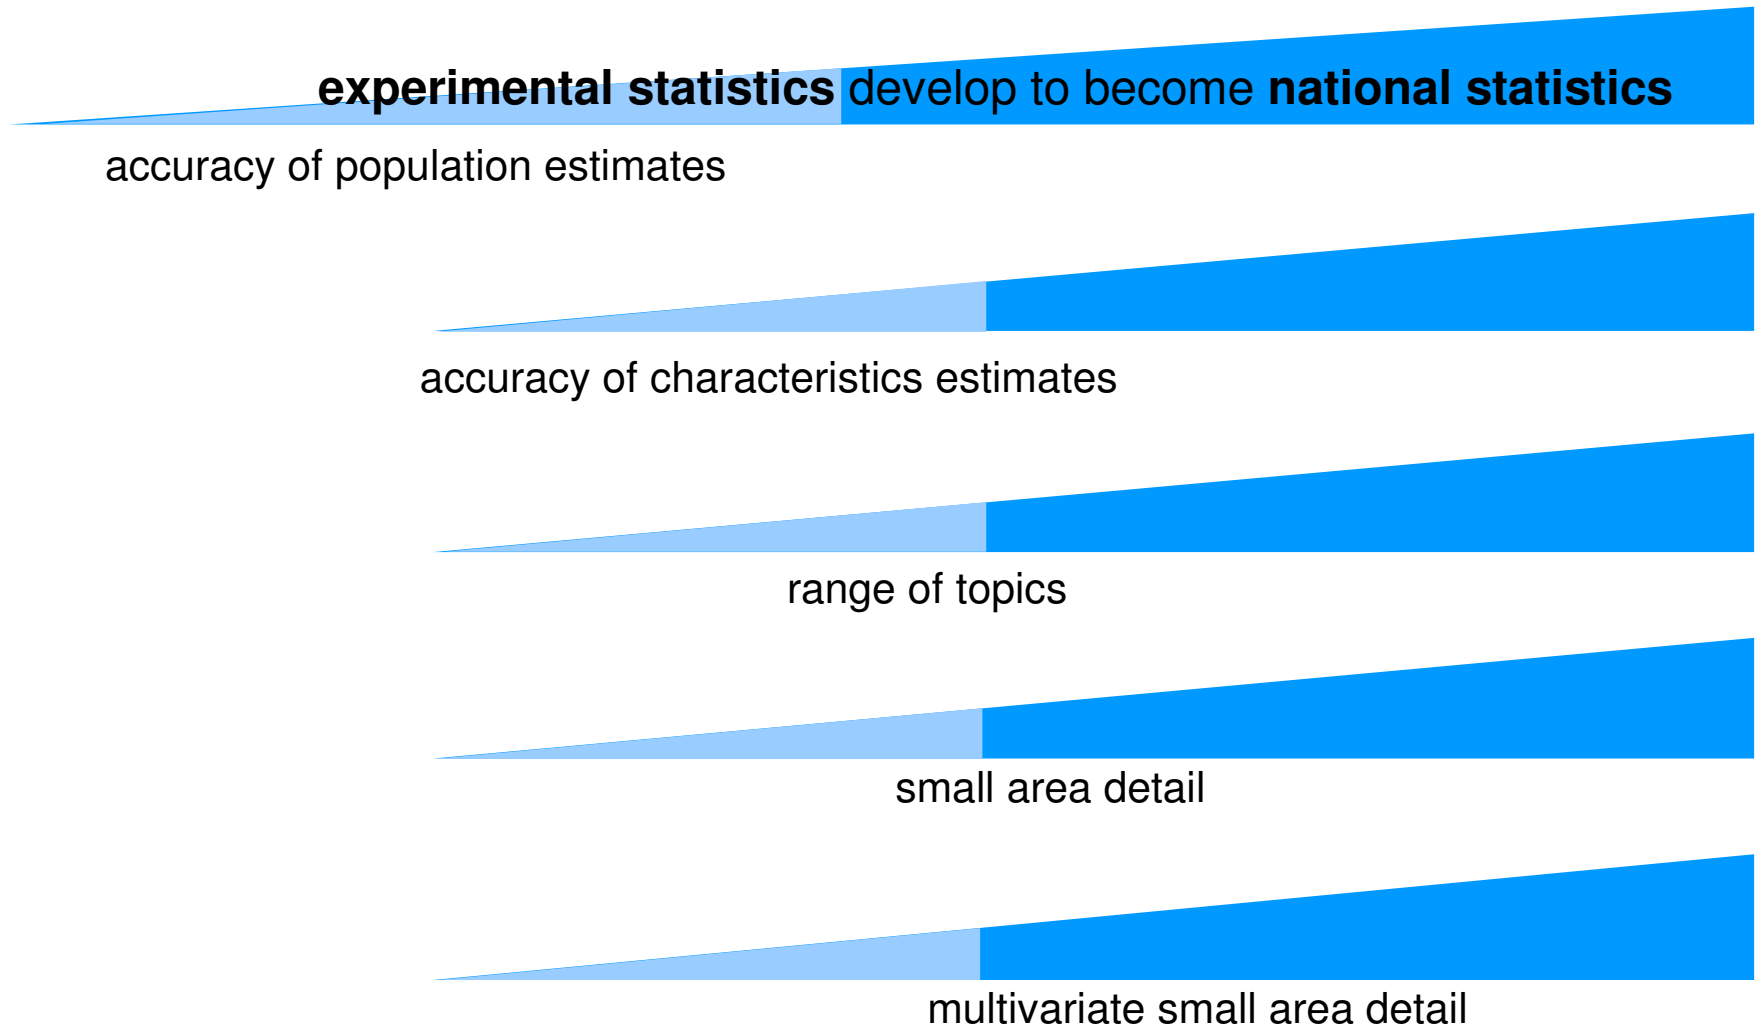 experimental statistics develop to become national statistics
accuracy of population estimates
accuracy of characteristics estimates
range of topics
small area detail
multivariate small area detail